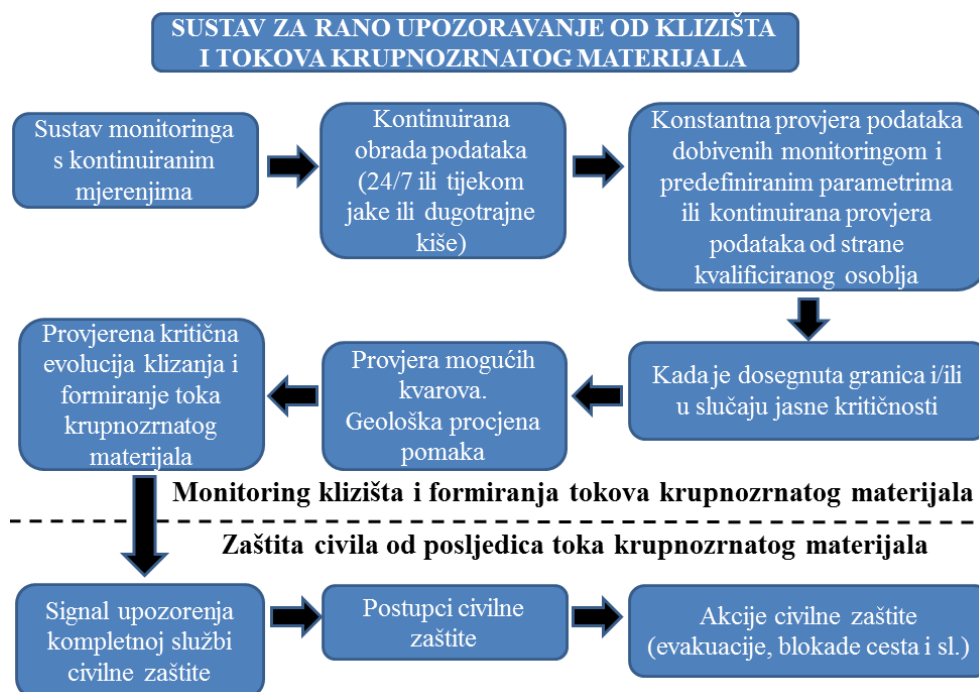 SUSTAV ZA RANO UPOZORAVANJE OD KLIZIŠTA
I TOKOVA KRUPNOZRNATOG MATERIJALA
Sustav monitoringa
s kontinuiranim
mjerenjima
Kontinuirana
obrada podataka
(24/7 ili tijekom
jake ili dugotrajne
kiše)
Konstantna provjera podataka
dobivenih monitoringom i
predefiniranim parametrima
ili kontinuirana provjera
podataka od strane
kvalificiranog osoblja
Kada je dosegnuta granica i/ili
u slučaju jasne kritičnosti
Provjera mogućih
kvarova.
Geološka procjena
pomaka
Provjerena kritična
evolucija klizanja i
formiranje toka
krupnozrnatog
materijala
Monitoring klizišta i formiranja tokova krupnozrnatog materijala
Zaštita civila od posljedica toka krupnozrnatog materijala
Signal upozorenja
kompletnoj službi
civilne zaštite
Postupci civilne
zaštite
Akcije civilne zaštite
(evakuacije, blokade cesta i sl.)